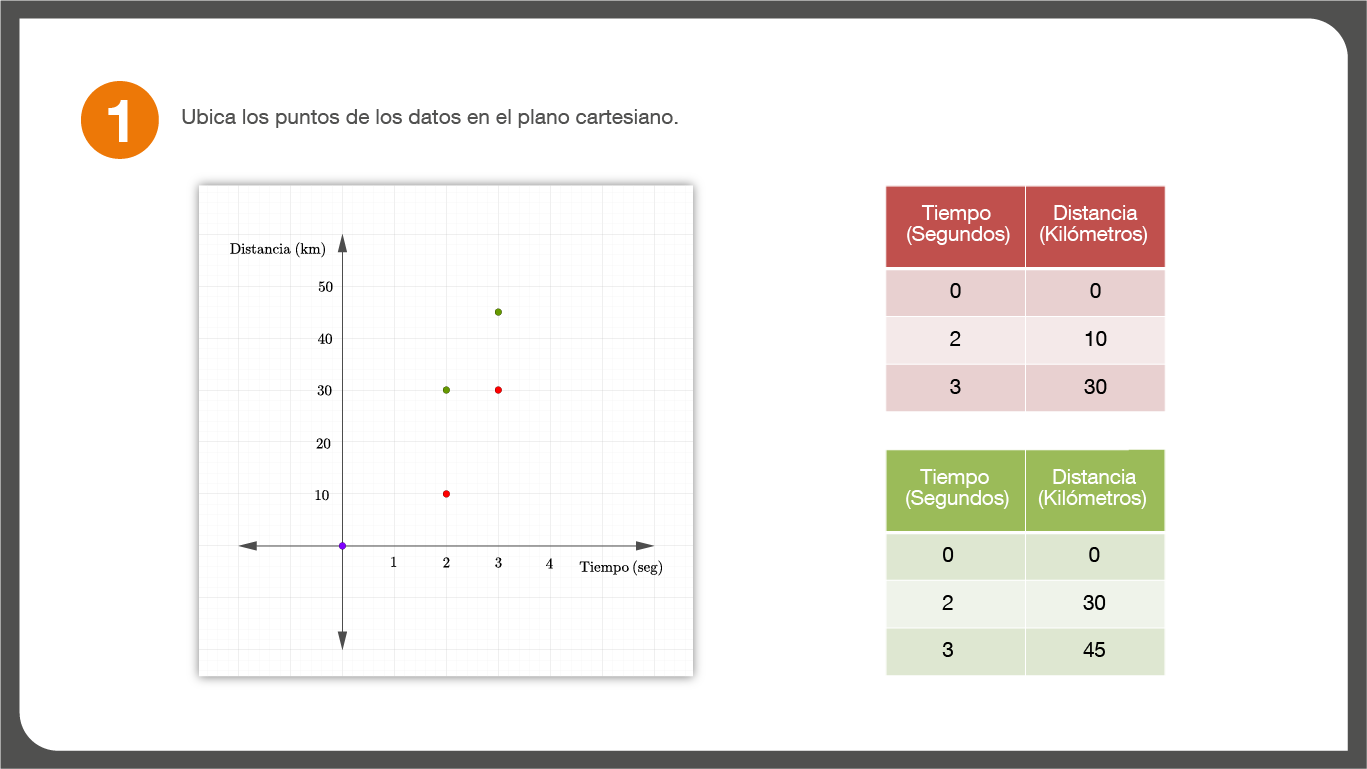 1
Ubica los puntos de los datos en el plano cartesiano.
Distancia (km)
50
40
30
20
10
1 2 3 4
Tiempo (seg)
Tiempo (Segundos) Distancia (Kilómetros)
0 0
2 10
3 30
Tiempo (Segundos) Distancia (Kilómetros)
0 0
2 30
3 45